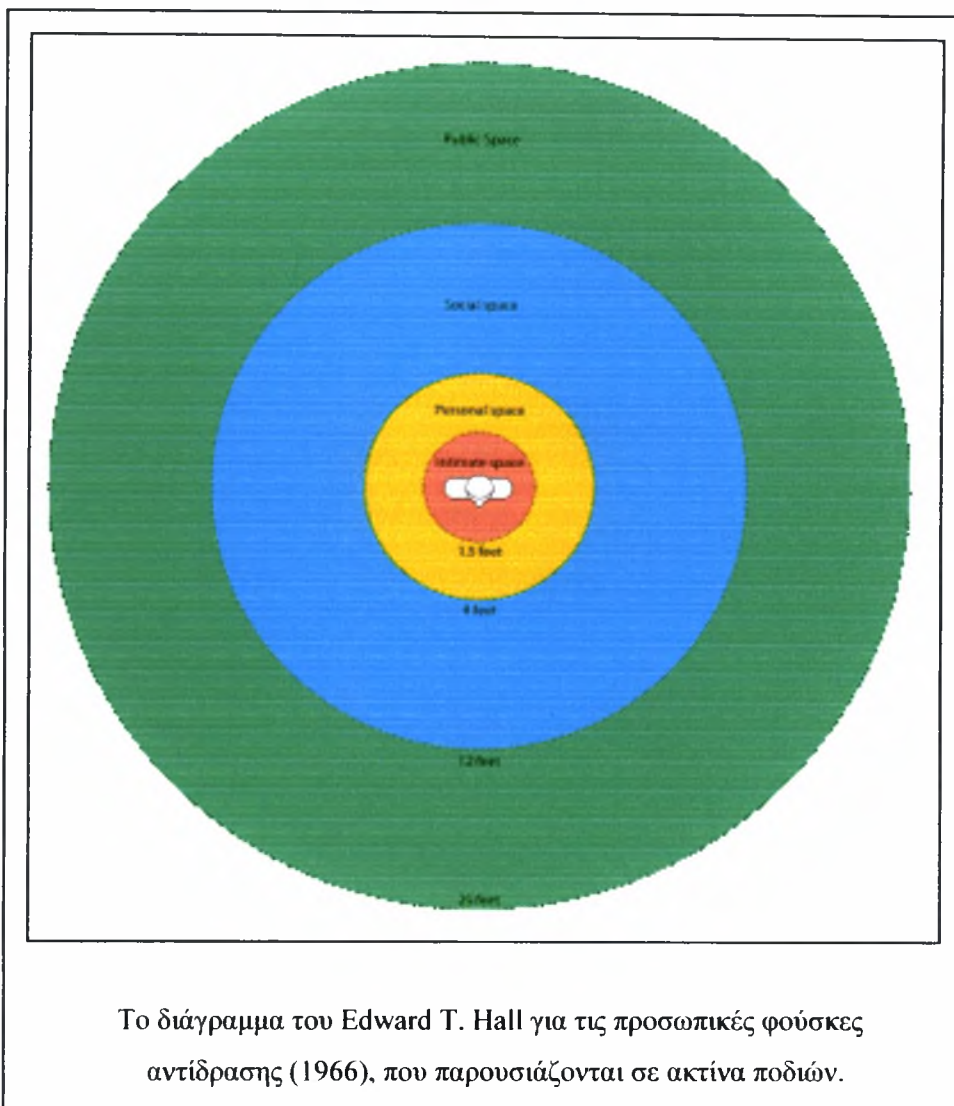 Public Space
Social space
Personal space
Intimate space
1.5 feet
4 feet
12 feet
25 feet
Το διάγραμμα του Edward T. Hall για τις προσωπικές φούσκες
αντίδρασης (1966), που παρουσιάζονται σε ακτίνα ποδιών.